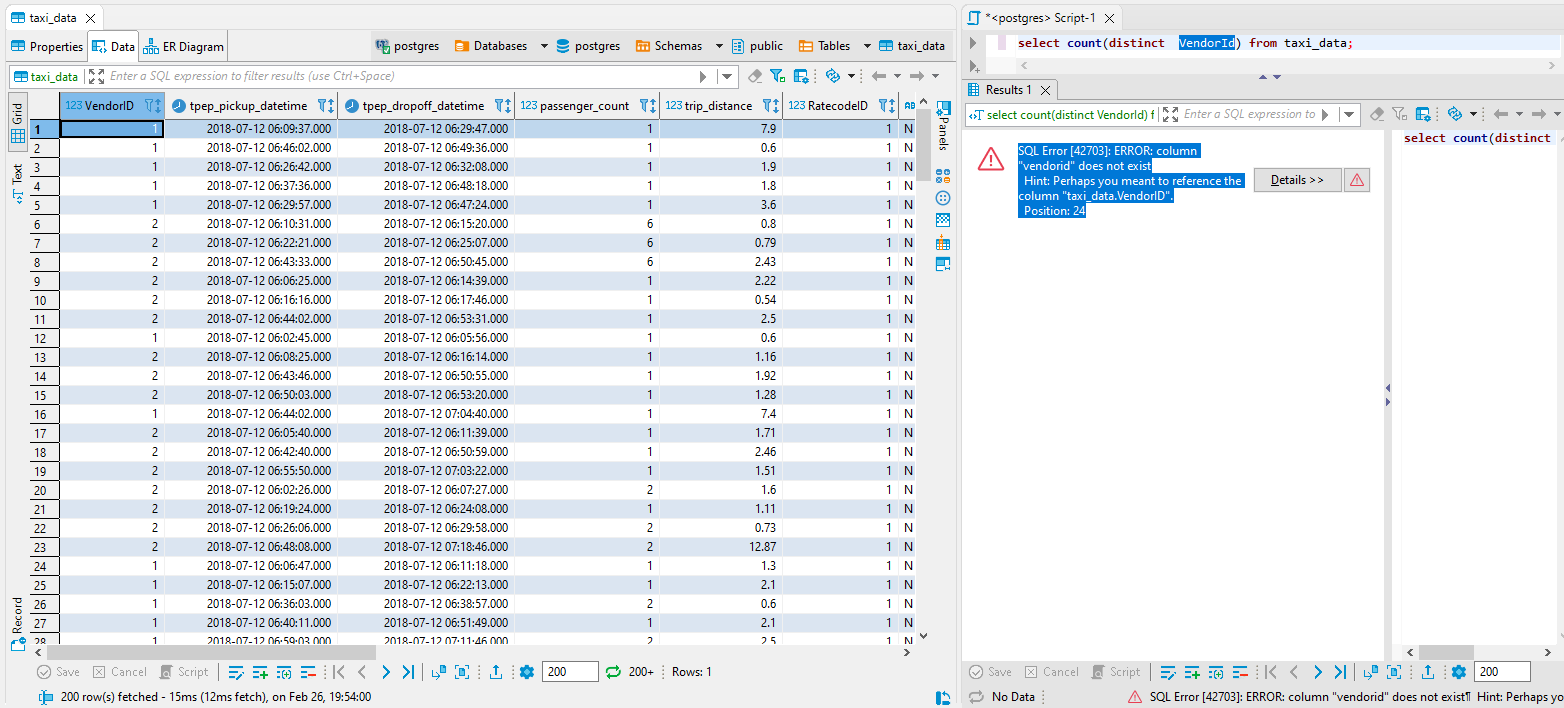 taxi_data
*<postgres> Script-1
Properties Data ER Diagram
postgres Databases postgres Schemas public Tables taxi_data
select count(distinct VendorId) from taxi_data;
taxi_data Enter a SQL expression to filter results (use Ctrl+Space)
Results 1
select count(distinct VendorId) f Enter a SQL expression to
select count(distinct
SQL Error [42703]: ERROR: column
"vendorid" does not exist
Hint: Perhaps you meant to reference the
column "taxi_data.VendorID".
Position: 24
Details >>
Grid
Text
Record
Panels
123 VendorID tpep_pickup_datetime tpep_dropoff_datetime 123 passenger_count 123 trip_distance 123 RatecodeID AB
1 1 2018-07-12 06:09:37.000 2018-07-12 06:29:47.000 1 7.9 1 N
2 1 2018-07-12 06:46:02.000 2018-07-12 06:49:36.000 1 0.6 1 N
3 1 2018-07-12 06:26:42.000 2018-07-12 06:32:08.000 1 1.9 1 N
4 1 2018-07-12 06:37:36.000 2018-07-12 06:48:18.000 1 1.8 1 N
5 1 2018-07-12 06:29:57.000 2018-07-12 06:47:24.000 1 3.6 1 N
6 2 2018-07-12 06:10:31.000 2018-07-12 06:15:20.000 6 0.8 1 N
7 2 2018-07-12 06:22:21.000 2018-07-12 06:25:07.000 6 0.79 1 N
8 2 2018-07-12 06:43:33.000 2018-07-12 06:50:45.000 6 2.43 1 N
9 2 2018-07-12 06:06:25.000 2018-07-12 06:14:39.000 1 2.22 1 N
10 2 2018-07-12 06:16:16.000 2018-07-12 06:17:46.000 1 0.54 1 N
11 2 2018-07-12 06:44:02.000 2018-07-12 06:53:31.000 1 2.5 1 N
12 1 2018-07-12 06:02:45.000 2018-07-12 06:05:56.000 1 0.6 1 N
13 2 2018-07-12 06:08:25.000 2018-07-12 06:16:14.000 1 1.16 1 N
14 2 2018-07-12 06:43:46.000 2018-07-12 06:50:55.000 1 1.92 1 N
15 2 2018-07-12 06:50:03.000 2018-07-12 06:53:20.000 1 1.28 1 N
16 1 2018-07-12 06:44:02.000 2018-07-12 07:04:40.000 1 7.4 1 N
17 2 2018-07-12 06:05:40.000 2018-07-12 06:11:39.000 1 1.71 1 N
18 2 2018-07-12 06:42:40.000 2018-07-12 06:50:59.000 1 2.46 1 N
19 2 2018-07-12 06:55:50.000 2018-07-12 07:03:22.000 1 1.51 1 N
20 2 2018-07-12 06:02:26.000 2018-07-12 06:07:27.000 2 1.6 1 N
21 2 2018-07-12 06:19:24.000 2018-07-12 06:24:08.000 1 1.11 1 N
22 2 2018-07-12 06:26:06.000 2018-07-12 06:29:58.000 2 0.73 1 N
23 2 2018-07-12 06:48:08.000 2018-07-12 07:18:46.000 2 12.87 1 N
24 1 2018-07-12 06:06:47.000 2018-07-12 06:11:18.000 1 1.3 1 N
25 1 2018-07-12 06:15:07.000 2018-07-12 06:22:13.000 1 2.1 1 N
26 1 2018-07-12 06:36:03.000 2018-07-12 06:38:57.000 2 0.6 1 N
27 1 2018-07-12 06:40:11.000 2018-07-12 06:51:49.000 1 2.1 1 N
28 1 2018-07-12 06:59:03.000 2018-07-12 07:11:46.000 2 2.5 1 N
Save Cancel Script 200 200+ Rows: 1
200 row(s) fetched - 15ms (12ms fetch), on Feb 26, 19:54:00
Save Cancel Script 200
No Data SQL Error [42703]: ERROR: column "vendorid" does not exist¶ Hint: Perhaps yo